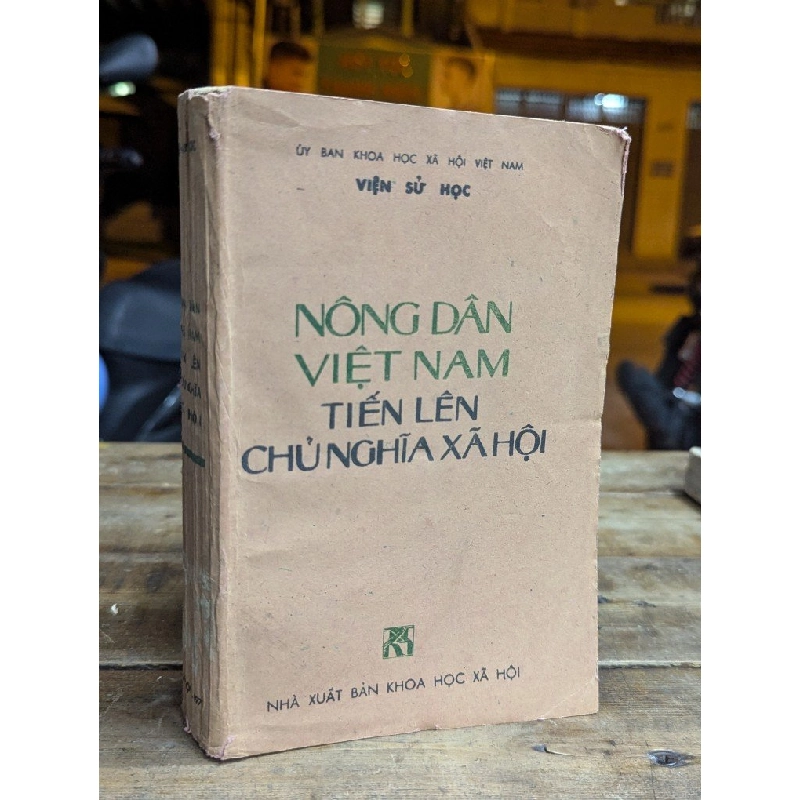 ỦY BAN KHOA HỌC XÃ HỘI VIỆT NAM
VIỆN SỬ HỌC
NÔNG DÂN
VIỆT NAM
TIẾN LÊN
CHỦ NGHĨA XÃ HỘI
NHÀ XUẤT BẢN KHOA HỌC XÃ HỘI